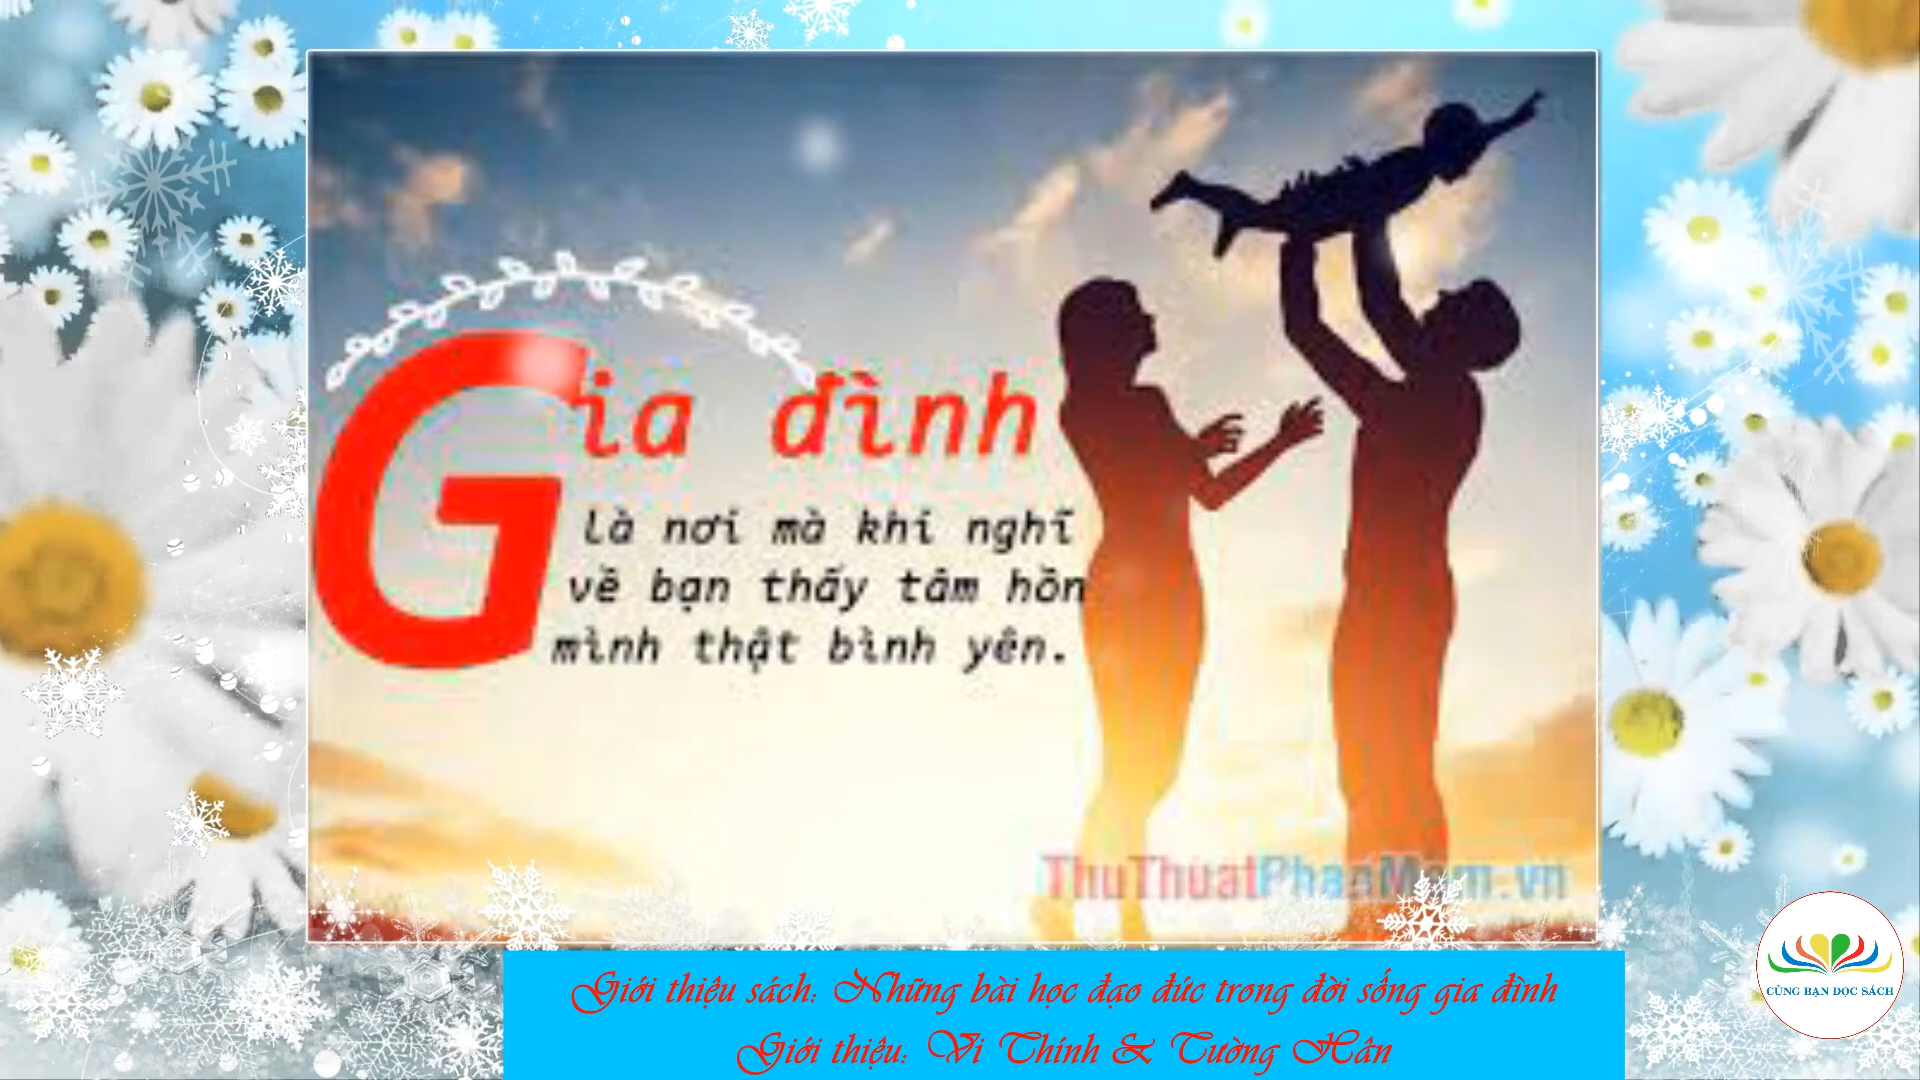 Gia đình
là nơi mà khi nghĩ
về bạn thấy tâm hồn
mình thật bình yên.
ThuThuatPhanMem.vn
Giới thiệu sách: Những bài học đạo đức trong đời sống gia đình
Giới thiệu: Vi Thính & Tường Hân
CÙNG BẠN ĐỌC SÁCH